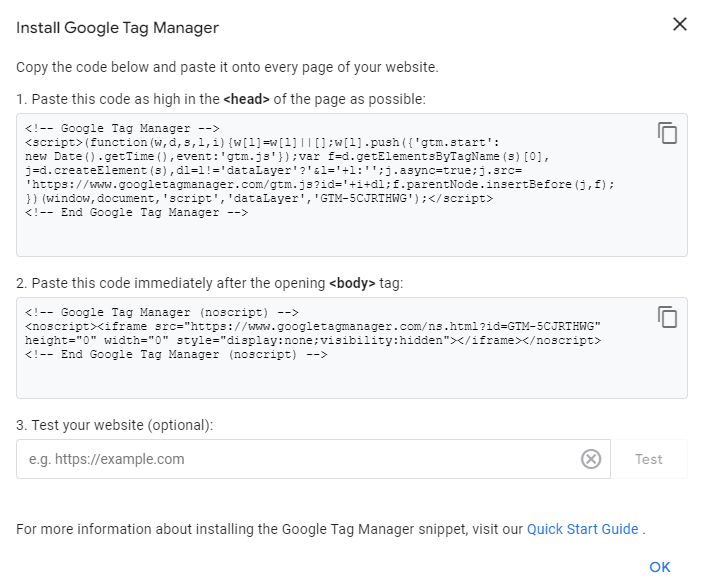 Install Google Tag Manager
Copy the code below and paste it onto every page of your website.
1. Paste this code as high in the <head> of the page as possible:
<!-- Google Tag Manager -->
<script>(function(w,d,s,l,i){w[l]=w[l]||[];w[l].push({'gtm.start':
new Date().getTime(),event:'gtm.js'});var f=d.getElementsByTagName(s)[0],
j=d.createElement(s),dl=l!='dataLayer'?'&l='+l:'';j.async=true;j.src=
'https://www.googletagmanager.com/gtm.js?id='+i+dl;f.parentNode.insertBefore(j,f);
})(window,document,'script','dataLayer','GTM-5CJRTHWG');</script>
<!-- End Google Tag Manager -->
2. Paste this code immediately after the opening <body> tag:
<!-- Google Tag Manager (noscript) -->
<noscript><iframe src="https://www.googletagmanager.com/ns.html?id=GTM-5CJRTHWG"
height="0" width="0" style="display:none;visibility:hidden"></iframe></noscript>
<!-- End Google Tag Manager (noscript) -->
3. Test your website (optional):
e.g. https://example.com
Test
For more information about installing the Google Tag Manager snippet, visit our Quick Start Guide .
OK